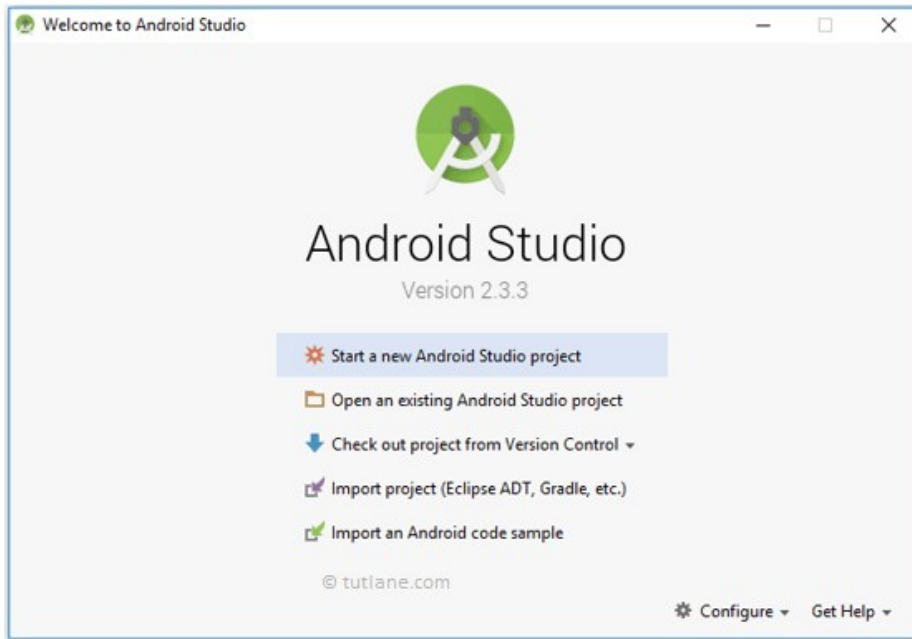 Welcome to Android Studio
Android Studio
Version 2.3.3
Start a new Android Studio project
Open an existing Android Studio project
Check out project from Version Control
Import project (Eclipse ADT, Gradle, etc.)
Import an Android code sample
© tutlane.com
Configure Get Help